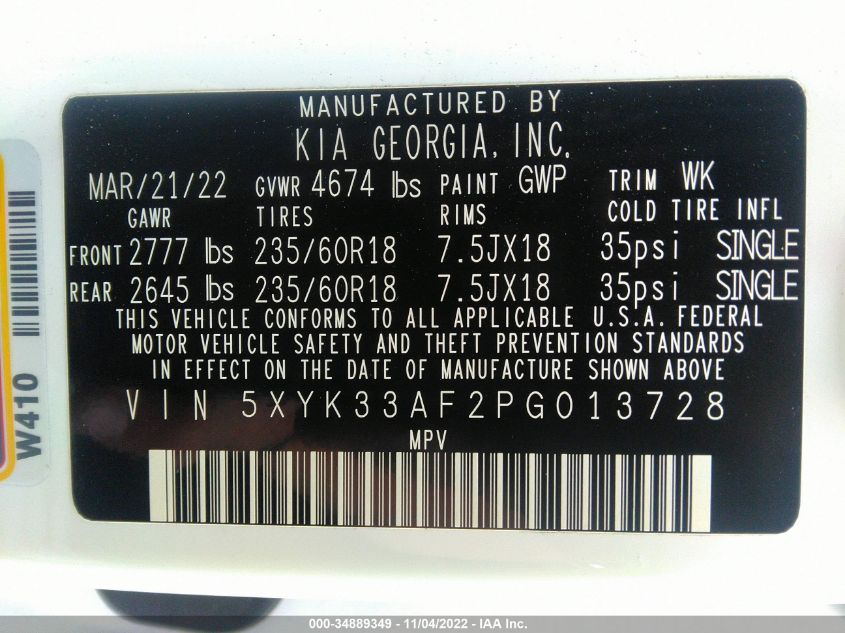 MANUFACTURED BY
KIA GEORGIA, INC.
MAR/21/22 GVWR 4674 lbs PAINT GWP TRIM WK
GAWR TIRES RIMS COLD TIRE INFL
FRONT 2777 lbs 235/60R18 7.5JX18 35psi SINGLE
REAR 2645 lbs 235/60R18 7.5JX18 35psi SINGLE
THIS VEHICLE CONFORMS TO ALL APPLICABLE U.S.A. FEDERAL
MOTOR VEHICLE SAFETY AND THEFT PREVENTION STANDARDS
IN EFFECT ON THE DATE OF MANUFACTURE SHOWN ABOVE
VIN 5XYK33AF2PG013728
MPV
W410
000-34889349 - 11/04/2022 - IAA Inc.